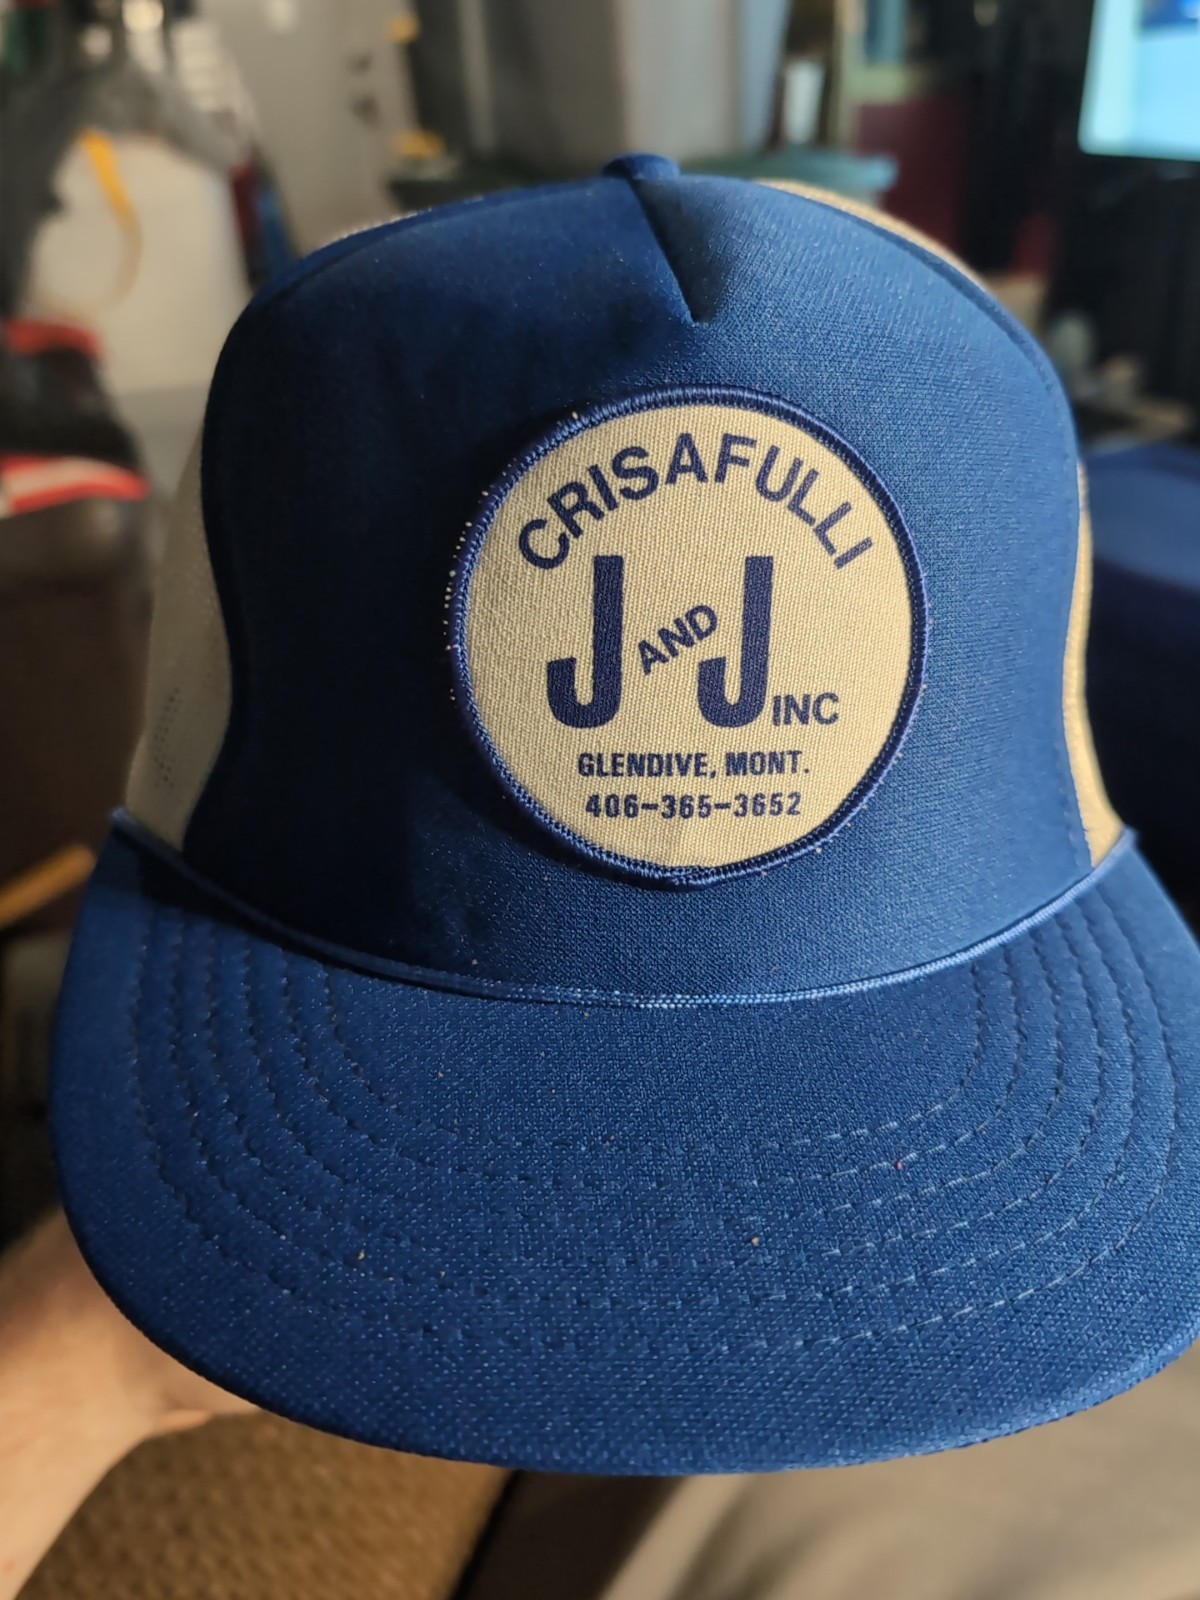 CRISAFULLI
J AND J INC
GLENDIVE, MONT.
406-365-3652